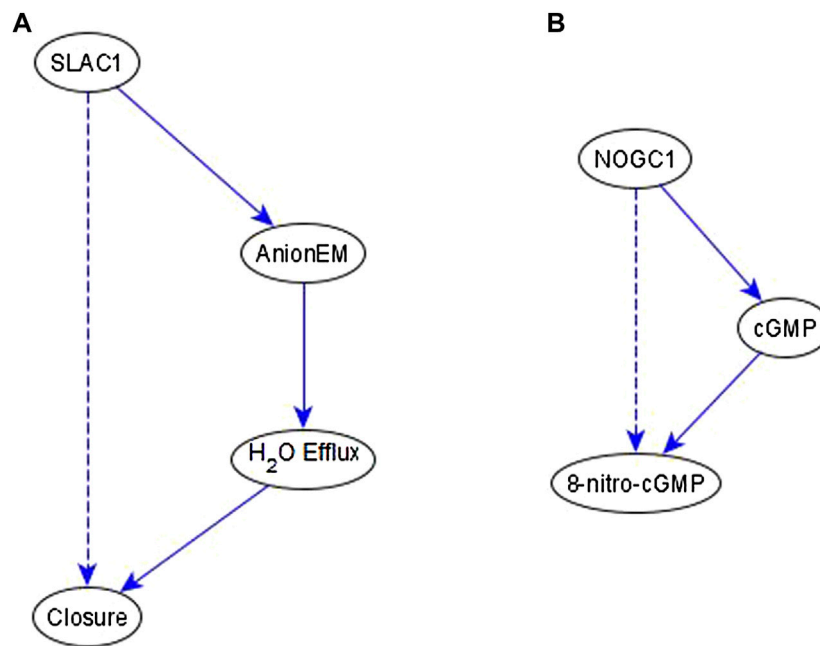 A
SLAC1
AnionEM
H₂O Efflux
Closure
B
NOGC1
cGMP
8-nitro-cGMP